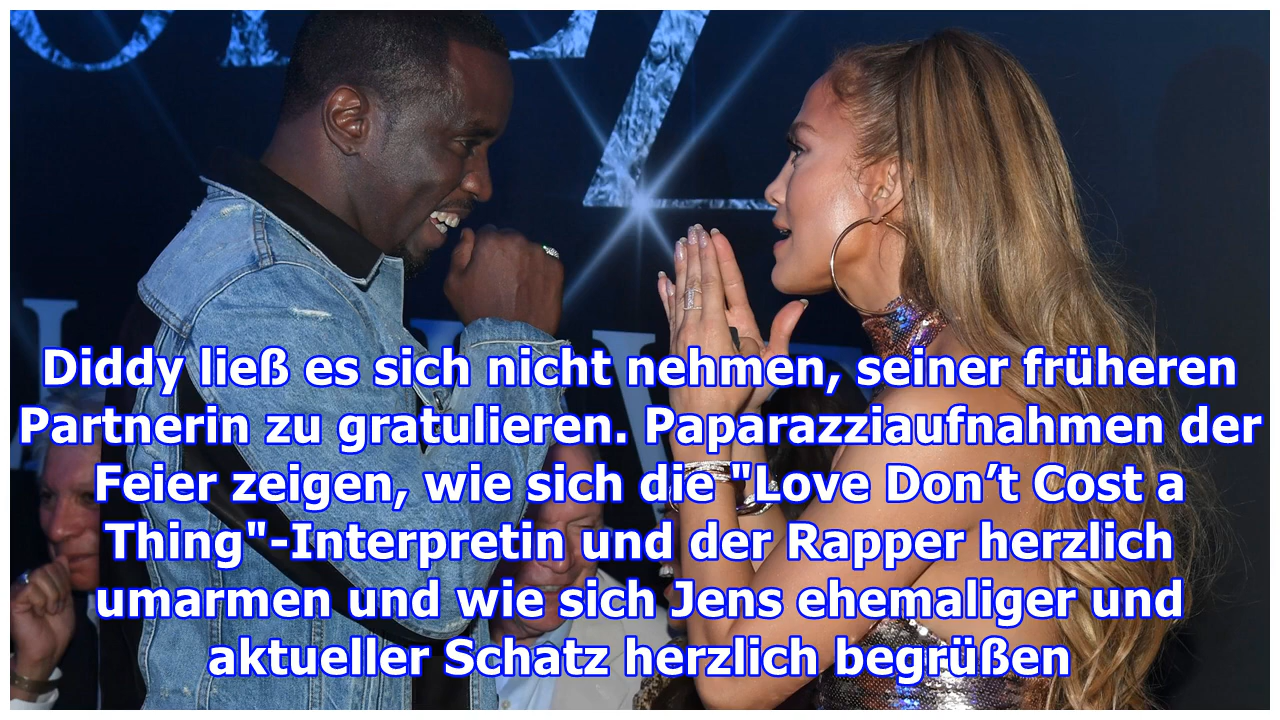 Diddy ließ es sich nicht nehmen, seiner früheren
Partnerin zu gratulieren. Paparazziaufnahmen der
Feier zeigen, wie sich die "Love Don’t Cost a
Thing"-Interpretin und der Rapper herzlich
umarmen und wie sich Jens ehemaliger und
aktueller Schatz herzlich begrüßen